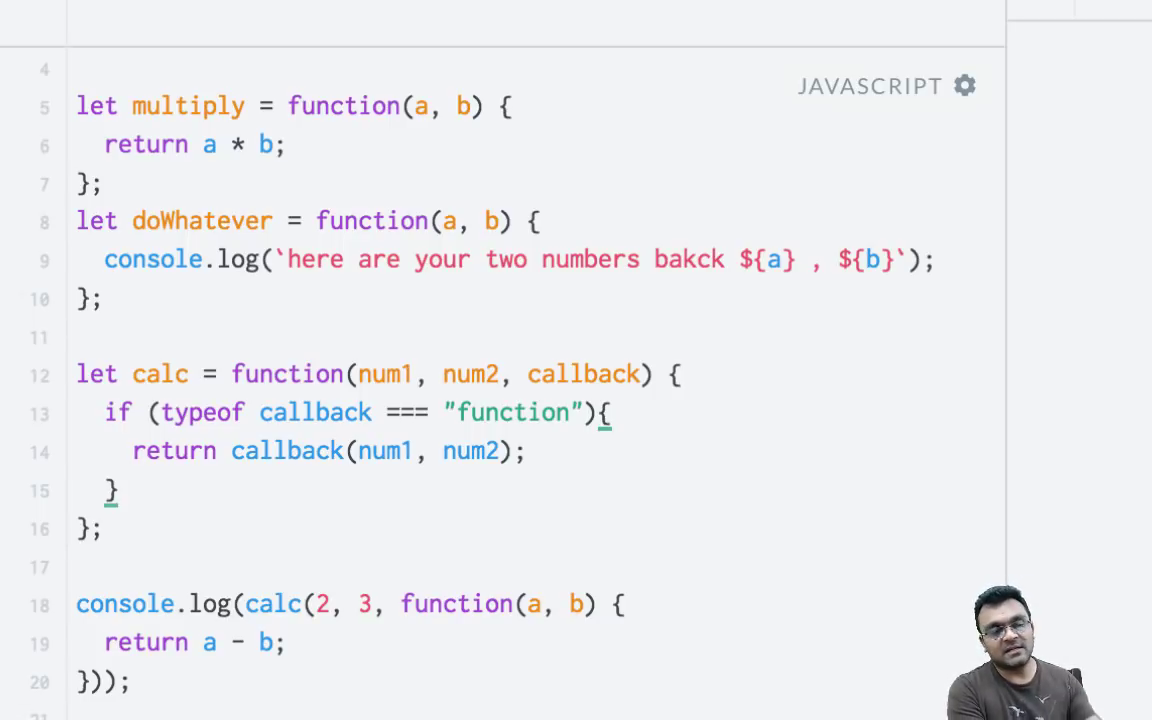 JAVASCRIPT
4
5 let multiply = function(a, b) {
6 return a * b;
7 };
8 let doWhatever = function(a, b) {
9 console.log(`here are your two numbers bakck ${a} , ${b}`);
10 };
11
12 let calc = function(num1, num2, callback) {
13 if (typeof callback === "function"){
14 return callback(num1, num2);
15 }
16 };
17
18 console.log(calc(2, 3, function(a, b) {
19 return a - b;
20 }));